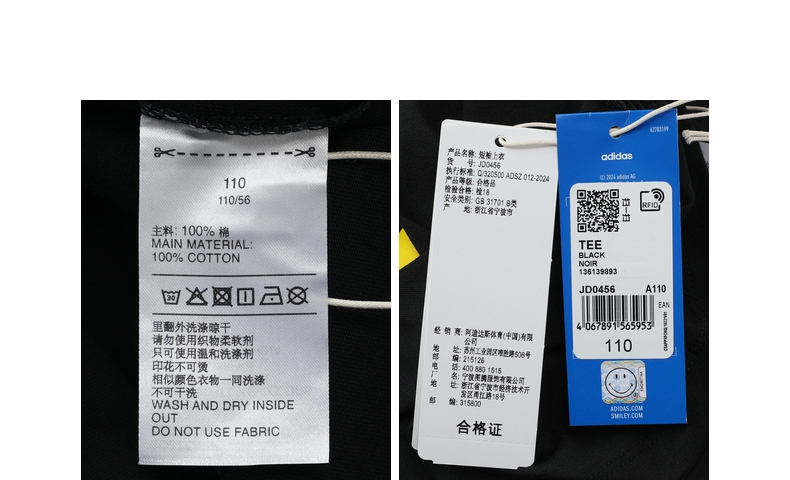 110
110/56
主料: 100% 棉
MAIN MATERIAL:
100% COTTON
30
里翻外洗涤晾干
请勿使用织物柔软剂
只可使用温和洗涤剂
印花不可烫
相似颜色衣物一同洗涤
不可干洗
WASH AND DRY INSIDE
OUT
DO NOT USE FABRIC
产品名称: 短袖上衣
货 号: JD0456
执行标准: Q/320500 ADSZ 012-2024
产品等级: 合格品
检验合格: 检18
安全类别: GB 31701 B类
产 地: 浙江省宁波市
经 销 商: 阿迪达斯体育(中国)有限
公司
地 址: 苏州工业园区唯胜路508号
邮 编: 215126
电 话: 400 880 1515
厂 名: 宁波图腾服饰有限公司
地 址: 浙江省宁波市经济技术开
发区甬江路18号
邮 编: 315800
合格证
62783199
adidas
© 2024 adidas AG
RFID
TEE
BLACK
NOIR
136139893
JD0456 A110
EAN
4 067891 565953
110
ADIDAS.COM
SMILEY.COM